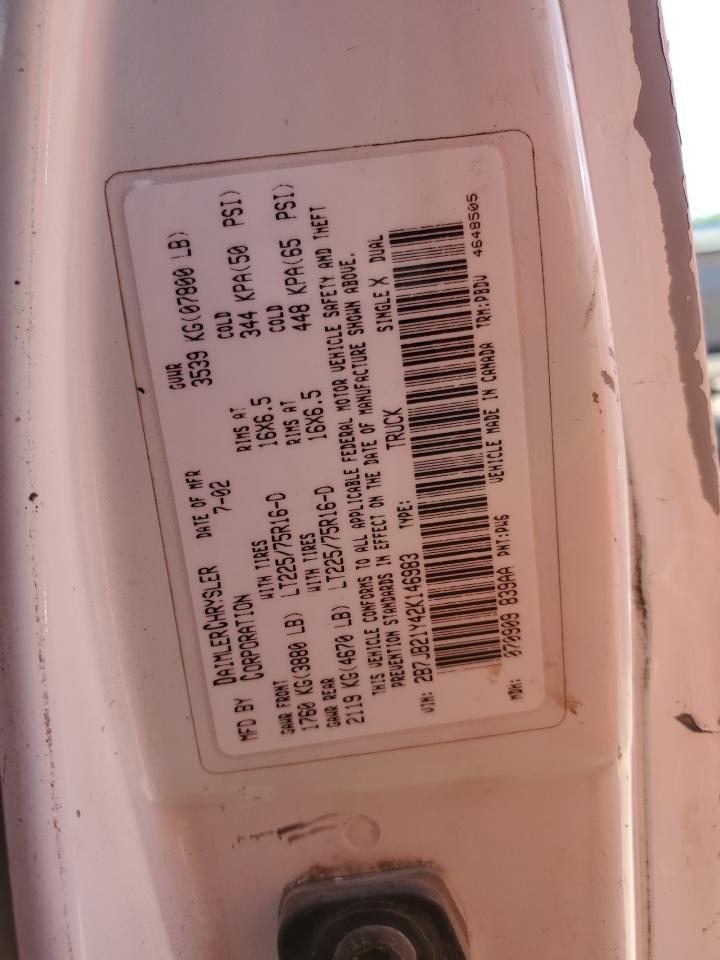 MFD BY DAIMLERCHRYSLER CORPORATION DATE OF MFR 7-02 GVWR 3539 KG(07800 LB)
GAWR FRONT WITH TIRES RIMS AT COLD
1760 KG(3880 LB) LT225/75R16-D 16X6.5 344 KPA(50 PSI)
GAWR REAR WITH TIRES RIMS AT COLD
2119 KG(4670 LB) LT225/75R16-D 16X6.5 448 KPA(65 PSI)
THIS VEHICLE CONFORMS TO ALL APPLICABLE FEDERAL MOTOR VEHICLE SAFETY AND THEFT
PREVENTION STANDARDS IN EFFECT ON THE DATE OF MANUFACTURE SHOWN ABOVE.
VIN: 2B7JB21Y42K146983 TYPE: TRUCK SINGLE X DUAL
MDH: 070909 839AA PNT:PW5 VEHICLE MADE IN CANADA TRM:PBDV 4648505